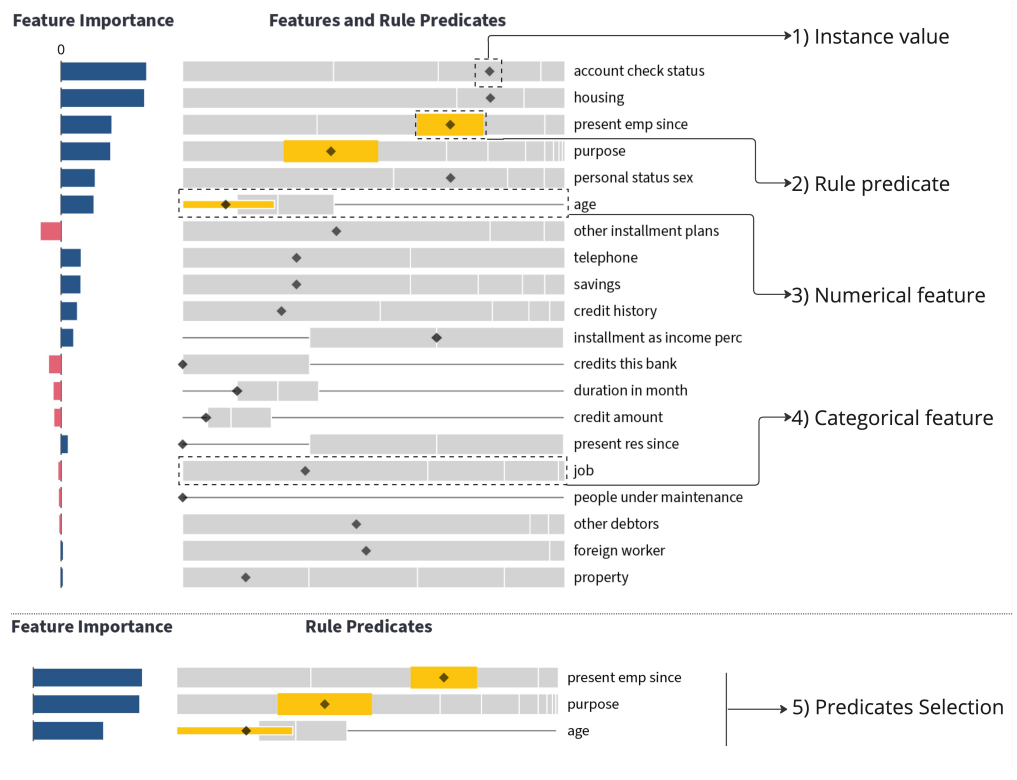 Feature Importance
Features and Rule Predicates
1) Instance value
0
account check status
housing
present emp since
purpose
2) Rule predicate
personal status sex
age
other installment plans
telephone
savings
3) Numerical feature
credit history
installment as income perc
credits this bank
duration in month
credit amount
4) Categorical feature
present res since
job
people under maintenance
other debtors
foreign worker
property
Feature Importance
Rule Predicates
present emp since
purpose
5) Predicates Selection
age